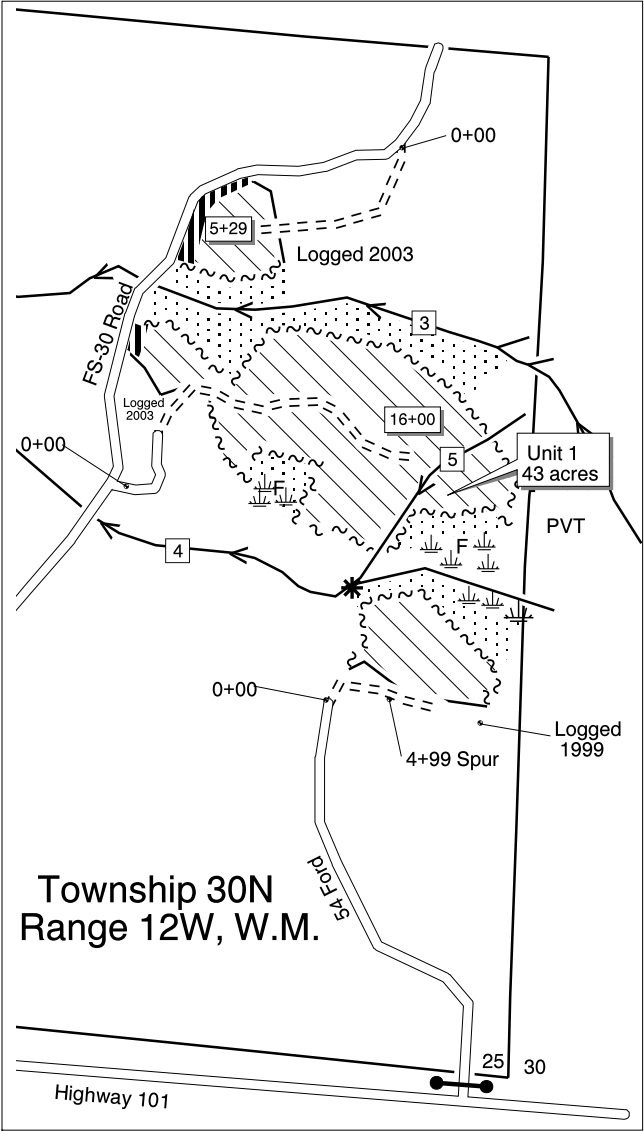 0+00
5+29
Logged 2003
FS-30 Road
3
Logged
2003
16+00
0+00
5
Unit 1
43 acres
F
F
PVT
4
0+00
Logged
1999
4+99 Spur
54 Ford
Township 30N
Range 12W, W.M.
25
30
Highway 101